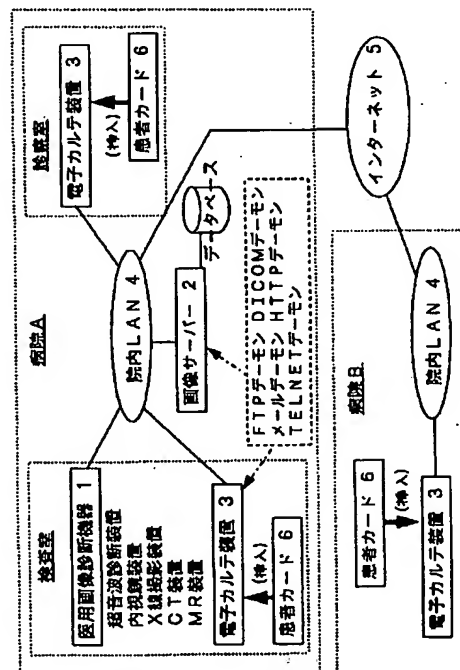 病院A
検査室
医用画像診断機器 1
超音波診断装置
内視鏡装置
X線撮影装置
CT装置
MR装置
電子カルテ装置 3
(挿入)
患者カード 6
院内LAN 4
画像サーバー 2
データベース
FTPデーモン DICOMデーモン
メールデーモン HTTPデーモン
TELNETデーモン
診察室
電子カルテ装置 3
(挿入)
患者カード 6
インターネット 5
病院B
患者カード 6
(挿入)
電子カルテ装置 3
院内LAN 4